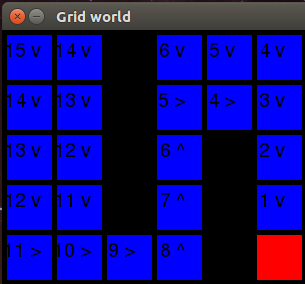 Grid world
15 v 14 v 6 v 5 v 4 v
14 v 13 v 5 > 4 > 3 v
13 v 12 v 6 ^ 2 v
12 v 11 v 7 ^ 1 v
11 > 10 > 9 > 8 ^